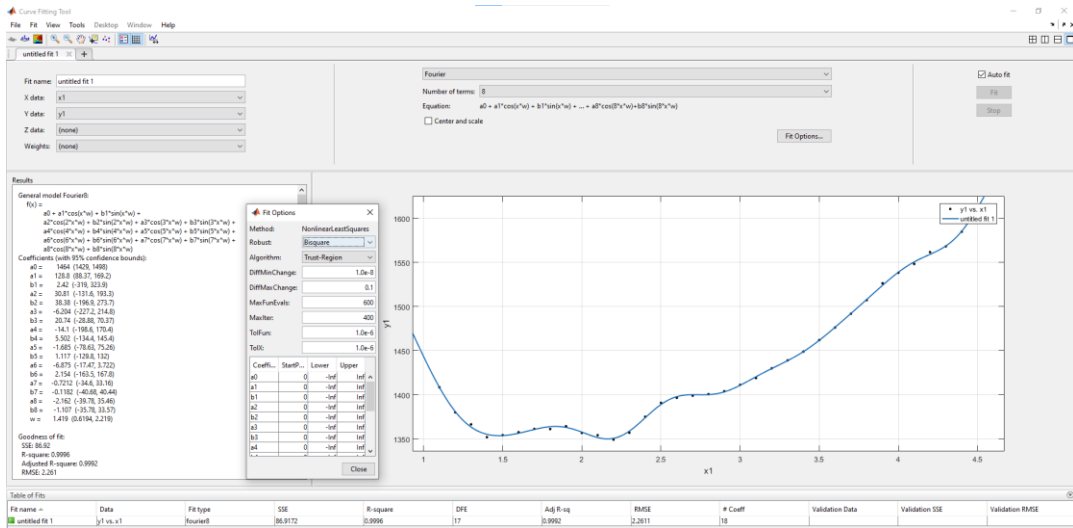 Curve Fitting Tool
File Fit View Tools Desktop Window Help
untitled fit 1
Fit name: untitled fit 1
X data: x1
Y data: y1
Z data: (none)
Weights: (none)
Fourier
Number of terms: 8
Equation: a0 + a1*cos(x*w) + b1*sin(x*w) + ... + a8*cos(8*x*w)+b8*sin(8*x*w)
Center and scale
Fit Options...
Auto fit
Fit
Stop
Results
General model Fourier8:
f(x) =
a0 + a1*cos(x*w) + b1*sin(x*w) +
a2*cos(2*x*w) + b2*sin(2*x*w) + a3*cos(3*x*w) + b3*sin(3*x*w) +
a4*cos(4*x*w) + b4*sin(4*x*w) + a5*cos(5*x*w) + b5*sin(5*x*w) +
a6*cos(6*x*w) + b6*sin(6*x*w) + a7*cos(7*x*w) + b7*sin(7*x*w) +
a8*cos(8*x*w) + b8*sin(8*x*w)
Coefficients (with 95% confidence bounds):
a0 = 1464 (1429, 1498)
a1 = 128.8 (88.37, 169.2)
b1 = 2.42 (-319, 323.9)
a2 = 30.81 (-131.6, 193.3)
b2 = 38.38 (-196.9, 273.7)
a3 = -6.204 (-227.2, 214.8)
b3 = 20.74 (-28.88, 70.37)
a4 = -14.1 (-198.6, 170.4)
b4 = 5.502 (-134.4, 145.4)
a5 = -1.685 (-78.63, 75.26)
b5 = 1.117 (-129.8, 132)
a6 = -6.875 (-17.47, 3.722)
b6 = 2.154 (-163.5, 167.8)
a7 = -0.7212 (-34.6, 33.16)
b7 = -0.1182 (-40.68, 40.44)
a8 = -2.162 (-39.78, 35.46)
b8 = -1.107 (-35.78, 33.57)
w = 1.419 (0.6194, 2.219)
Goodness of fit:
SSE: 86.92
R-square: 0.9996
Adjusted R-square: 0.9992
RMSE: 2.261
Fit Options
Method: NonlinearLeastSquares
Robust: Bisquare
Algorithm: Trust-Region
DiffMinChange: 1.0e-8
DiffMaxChange: 0.1
MaxFunEvals: 600
MaxIter: 400
TolFun: 1.0e-6
TolX: 1.0e-6
Coeffi... StartP... Lower Upper
a0 0 -Inf Inf
a1 0 -Inf Inf
b1 0 -Inf Inf
a2 0 -Inf Inf
b2 0 -Inf Inf
a3 0 -Inf Inf
b3 0 -Inf Inf
a4 0 -Inf Inf
Close
y1 vs. x1
untitled fit 1
1600
1550
1500
1450
1400
1350
y1
1 1.5 2 2.5 3 3.5 4 4.5
x1
Table of Fits
Fit name Data Fit type SSE R-square DFE Adj R-sq RMSE # Coeff Validation Data Validation SSE Validation RMSE
untitled fit 1 y1 vs. x1 fourier8 86.9172 0.9996 17 0.9992 2.2611 18